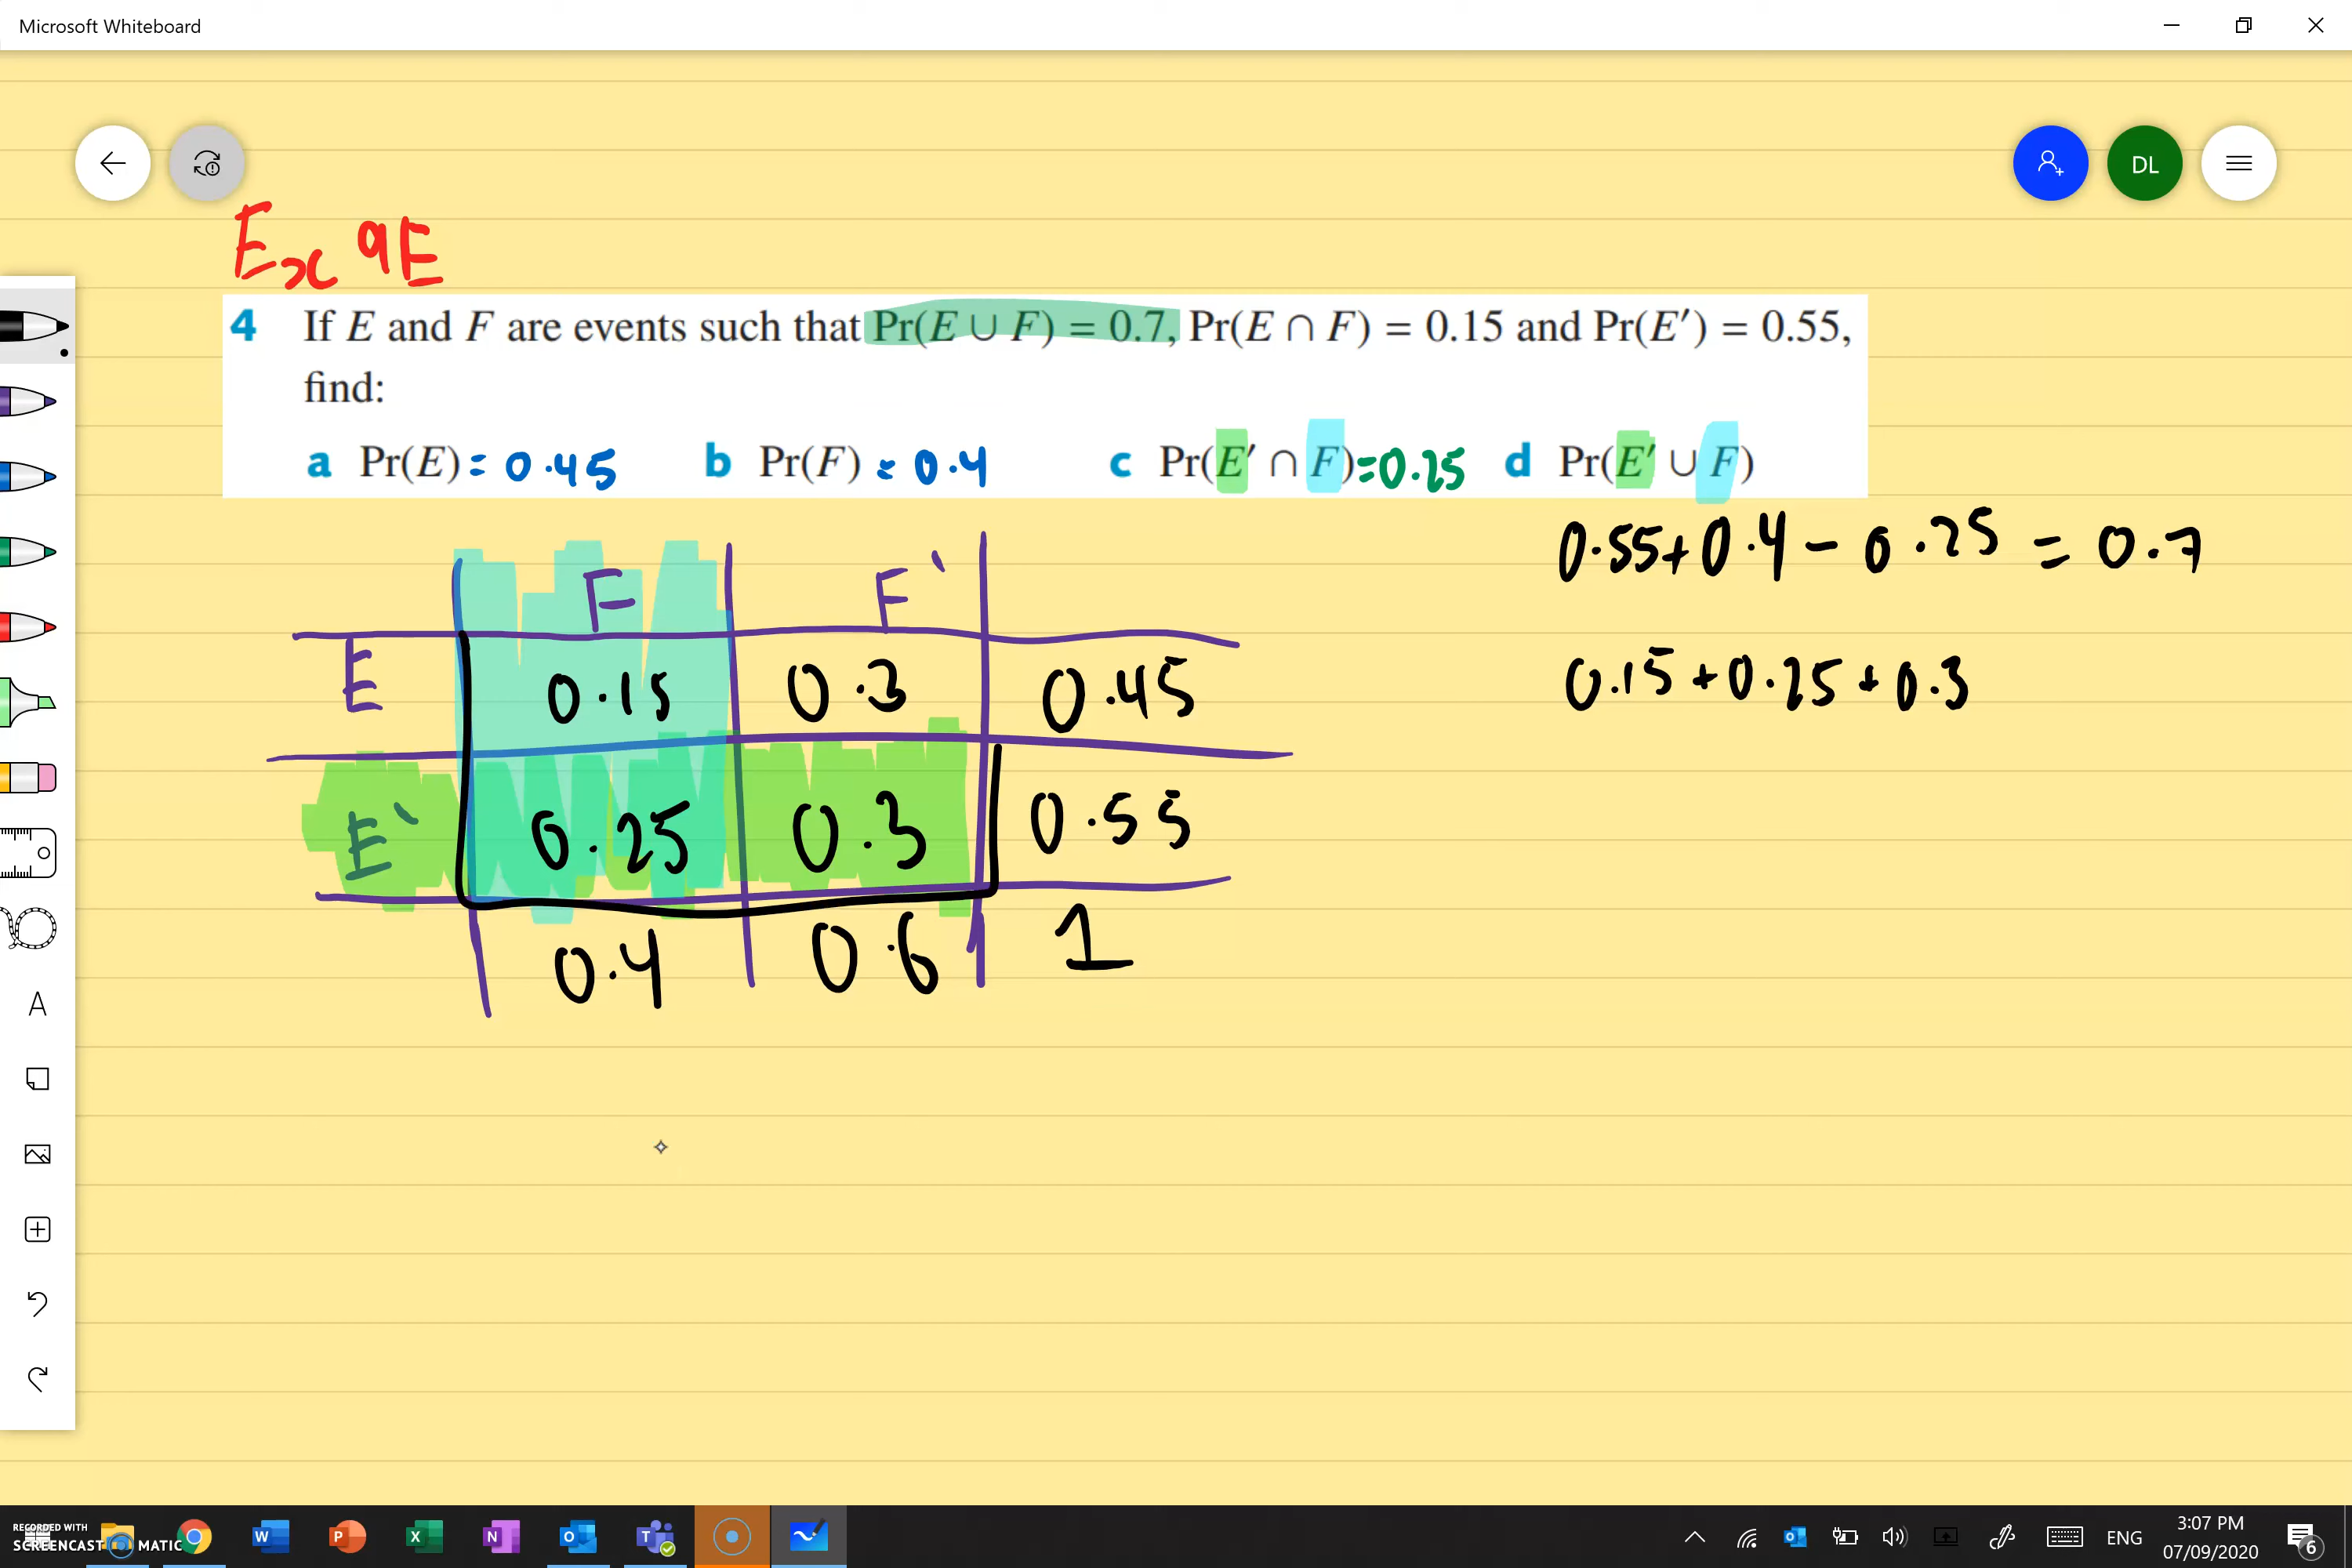 Microsoft Whiteboard
DL
Ex 9E
4 If E and F are events such that Pr(E ∪ F) = 0.7, Pr(E ∩ F) = 0.15 and Pr(E′) = 0.55,
find:
a Pr(E) = 0.45 b Pr(F) = 0.4 c Pr(E′ ∩ F) = 0.25 d Pr(E′ ∪ F)
0.55 + 0.4 - 0.25 = 0.7
F F'
E 0.15 0.3 0.45
0.15 + 0.25 + 0.3
E' 0.25 0.3 0.55
0.4 0.6 1
A
RECORDED WITH
SCREENCAST MATIC
W P X N O T
O
ENG
3:07 PM
07/09/2020
6